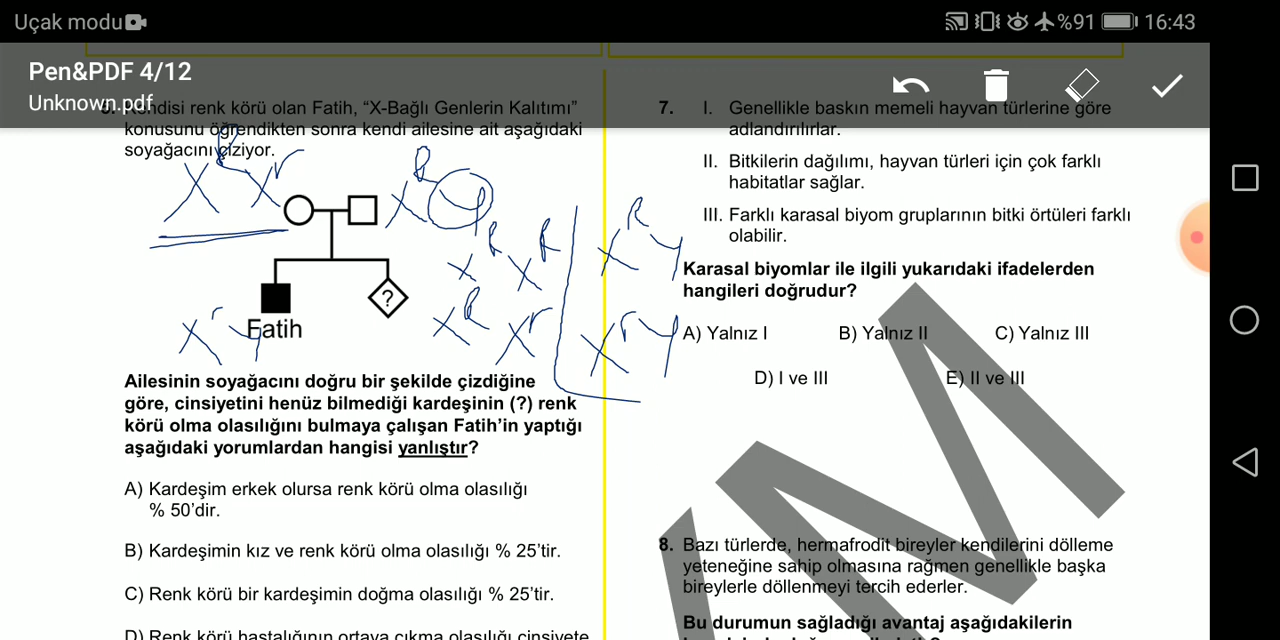 Uçak modu
%91
16:43
Pen&PDF 4/12
Unknown.pdf
Kendisi renk körü olan Fatih, “X-Bağlı Genlerin Kalıtımı”
konusunu öğrendikten sonra kendi ailesine ait aşağıdaki
soyağacını çiziyor.
X^R X^r
X^R y
X^R X^R
X^R y
?
X^r y
Fatih
X^R X^r
X^r y
Ailesinin soyağacını doğru bir şekilde çizdiğine
göre, cinsiyetini henüz bilmediği kardeşinin (?) renk
körü olma olasılığını bulmaya çalışan Fatih’in yaptığı
aşağıdaki yorumlardan hangisi yanlıştır?
A) Kardeşim erkek olursa renk körü olma olasılığı
% 50’dir.
B) Kardeşimin kız ve renk körü olma olasılığı % 25’tir.
C) Renk körü bir kardeşimin doğma olasılığı % 25’tir.
D) Renk körü hastalığının ortaya çıkma olasılığı cinsiyete
7. I. Genellikle baskın memeli hayvan türlerine göre
adlandırılırlar.
II. Bitkilerin dağılımı, hayvan türleri için çok farklı
habitatlar sağlar.
III. Farklı karasal biyom gruplarının bitki örtüleri farklı
olabilir.
Karasal biyomlar ile ilgili yukarıdaki ifadelerden
hangileri doğrudur?
A) Yalnız I B) Yalnız II C) Yalnız III
D) I ve III E) II ve III
8. Bazı türlerde, hermafrodit bireyler kendilerini dölleme
yeteneğine sahip olmasına rağmen genellikle başka
bireylerle döllenmeyi tercih ederler.
Bu durumun sağladığı avantaj aşağıdakilerin